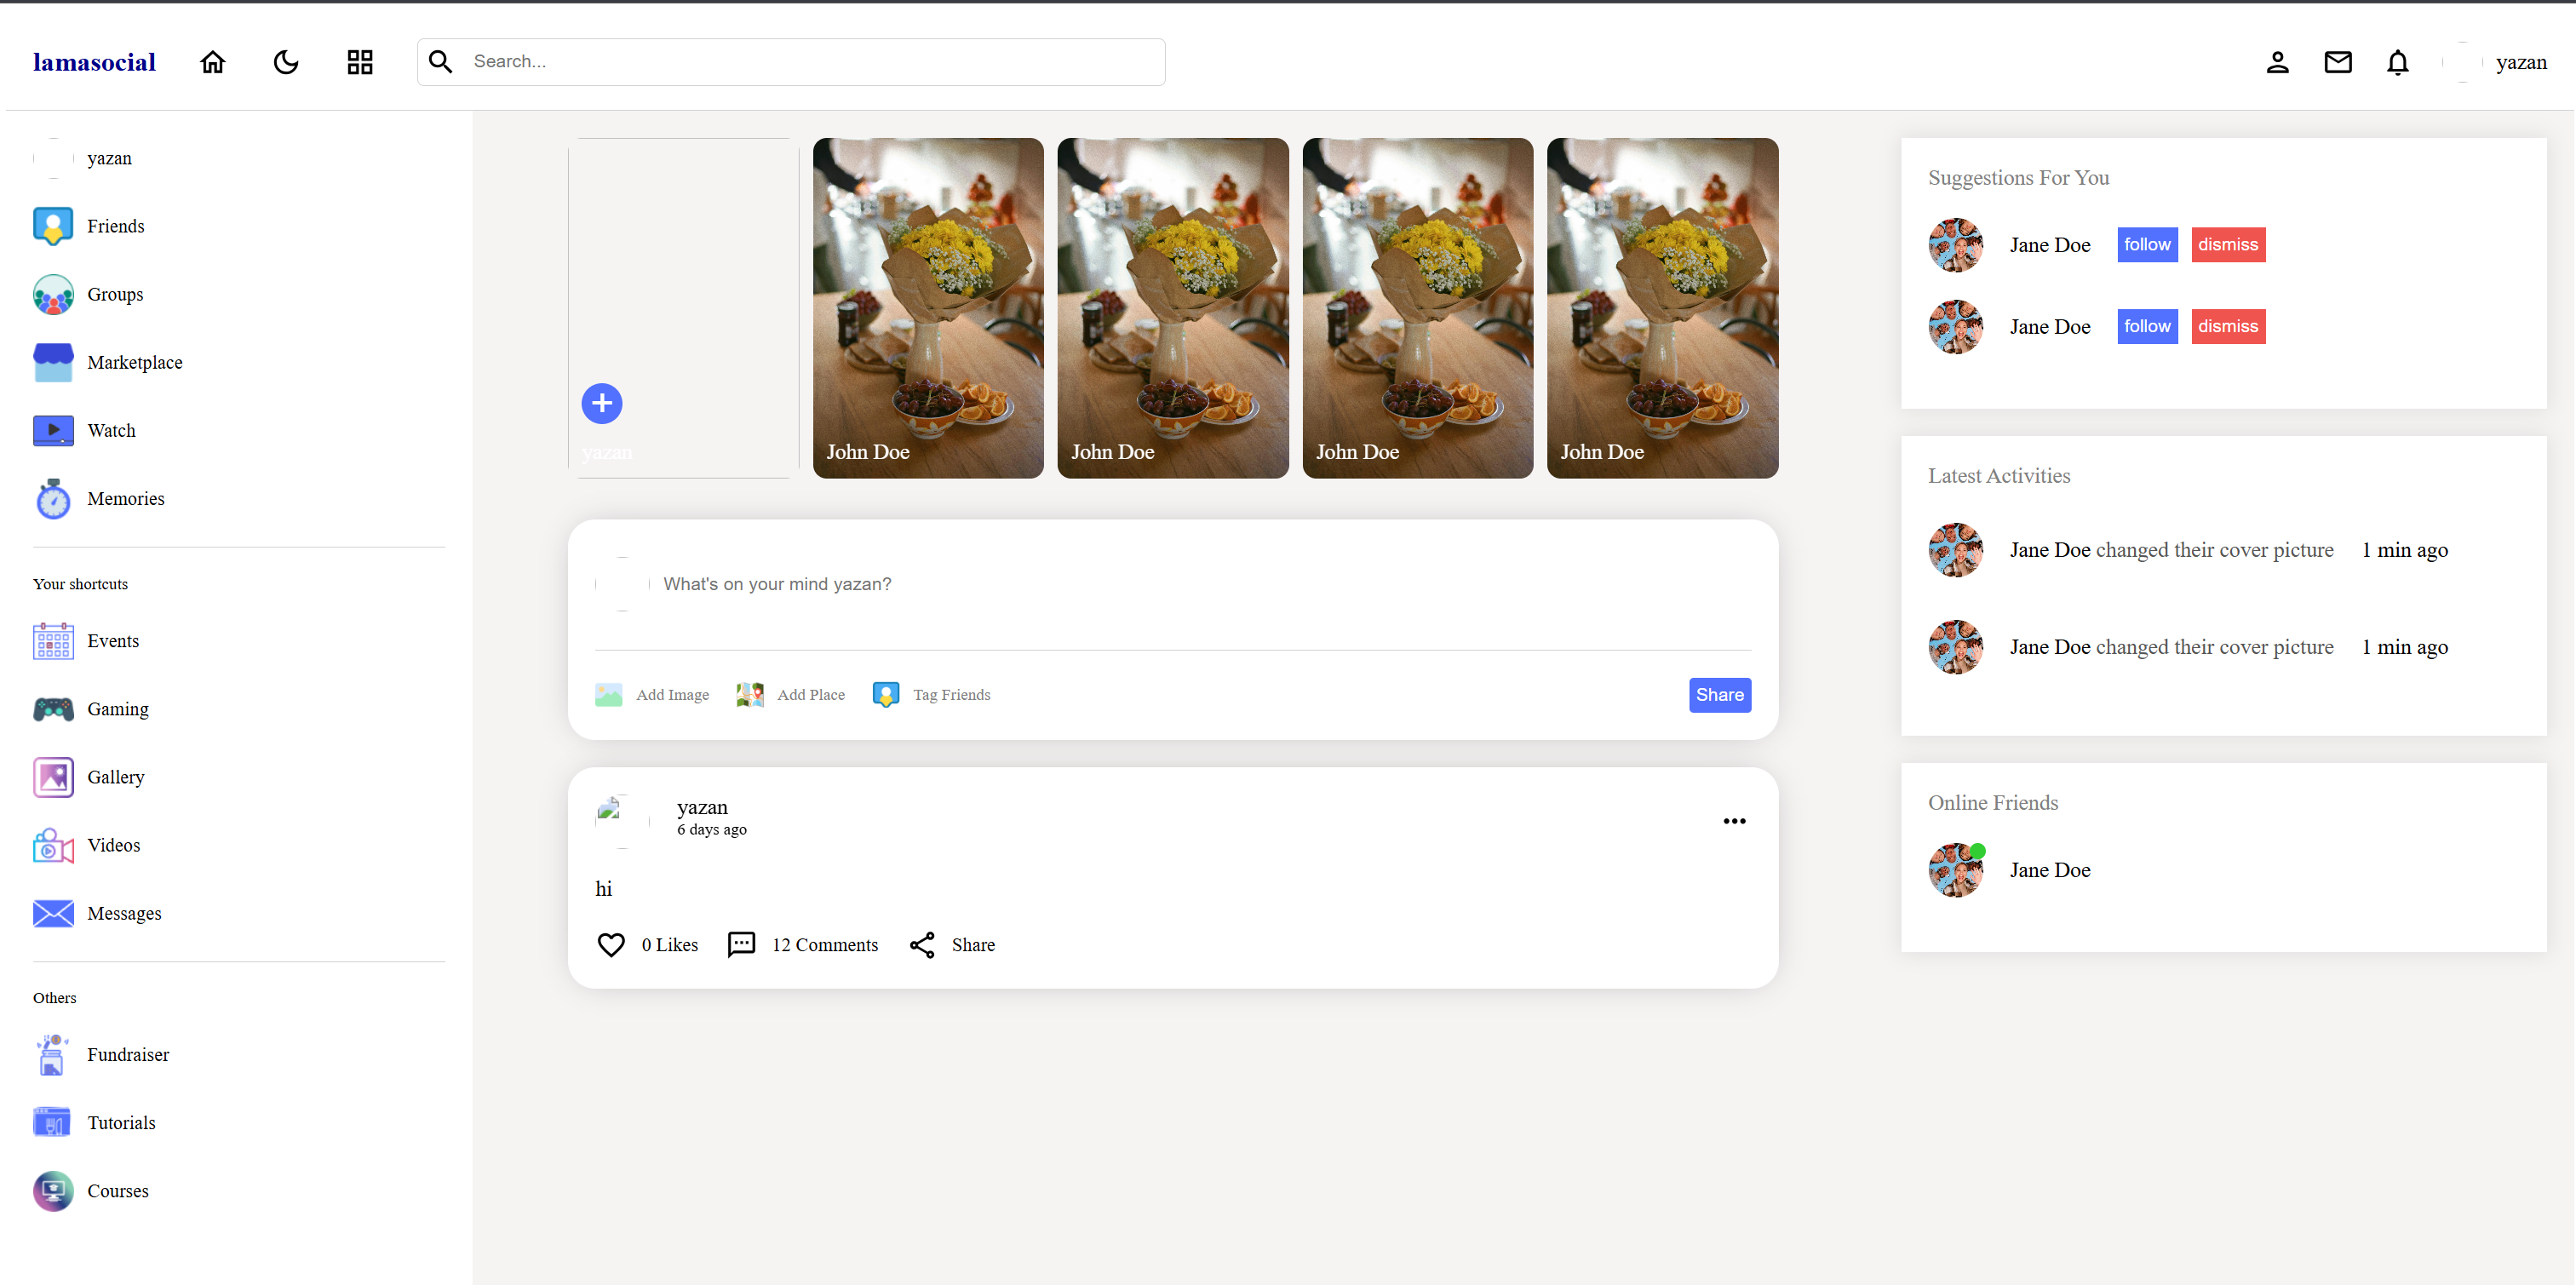 lamasocial
Search...
yazan
yazan
Friends
Groups
Marketplace
Watch
Memories
Your shortcuts
Events
Gaming
Gallery
Videos
Messages
Others
Fundraiser
Tutorials
Courses
yazan
John Doe
John Doe
John Doe
John Doe
What's on your mind yazan?
Add Image
Add Place
Tag Friends
Share
yazan
6 days ago
hi
0 Likes
12 Comments
Share
Suggestions For You
Jane Doe follow dismiss
Jane Doe follow dismiss
Latest Activities
Jane Doe changed their cover picture 1 min ago
Jane Doe changed their cover picture 1 min ago
Online Friends
Jane Doe